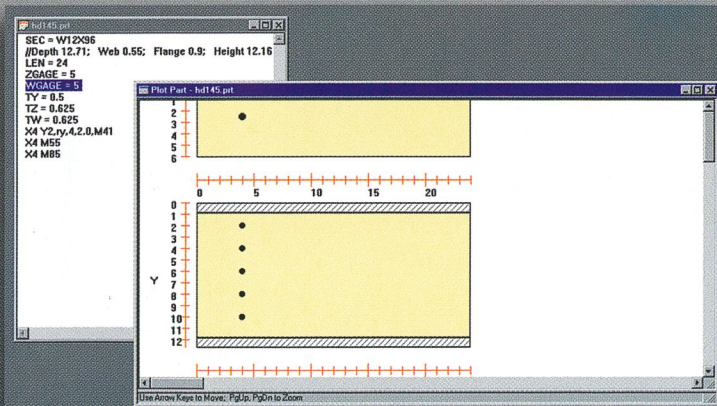 hd145.prt
SEC = W12X96
//Depth 12.71; Web 0.55; Flange 0.9; Height 12.16
LEN = 24
ZGAGE = 5
WGAGE = 5
TY = 0.5
TZ = 0.625
TW = 0.625
X4 Y2,ry,4,2.0,M41
X4 M55
X4 M85
Plot Part - hd145.prt
1
2
3
4
5
6
0 5 10 15 20
0
1
2
3
4
5
6
Y
7
8
9
10
11
12
Use Arrow Keys to Move; PgUp, PgDn to Zoom